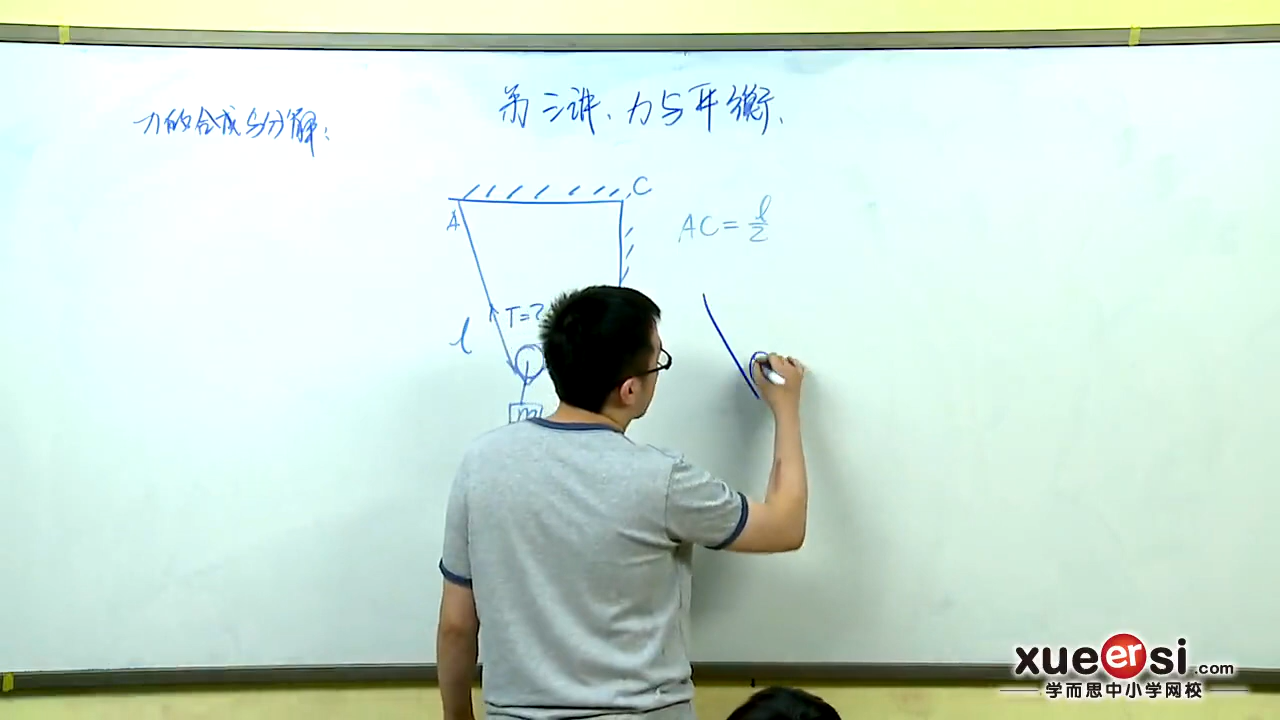 第三讲、力与平衡.
力的合成与分解:
A
C
AC = l/2
T=?
l
m
xueersi.com
学而思中小学网校